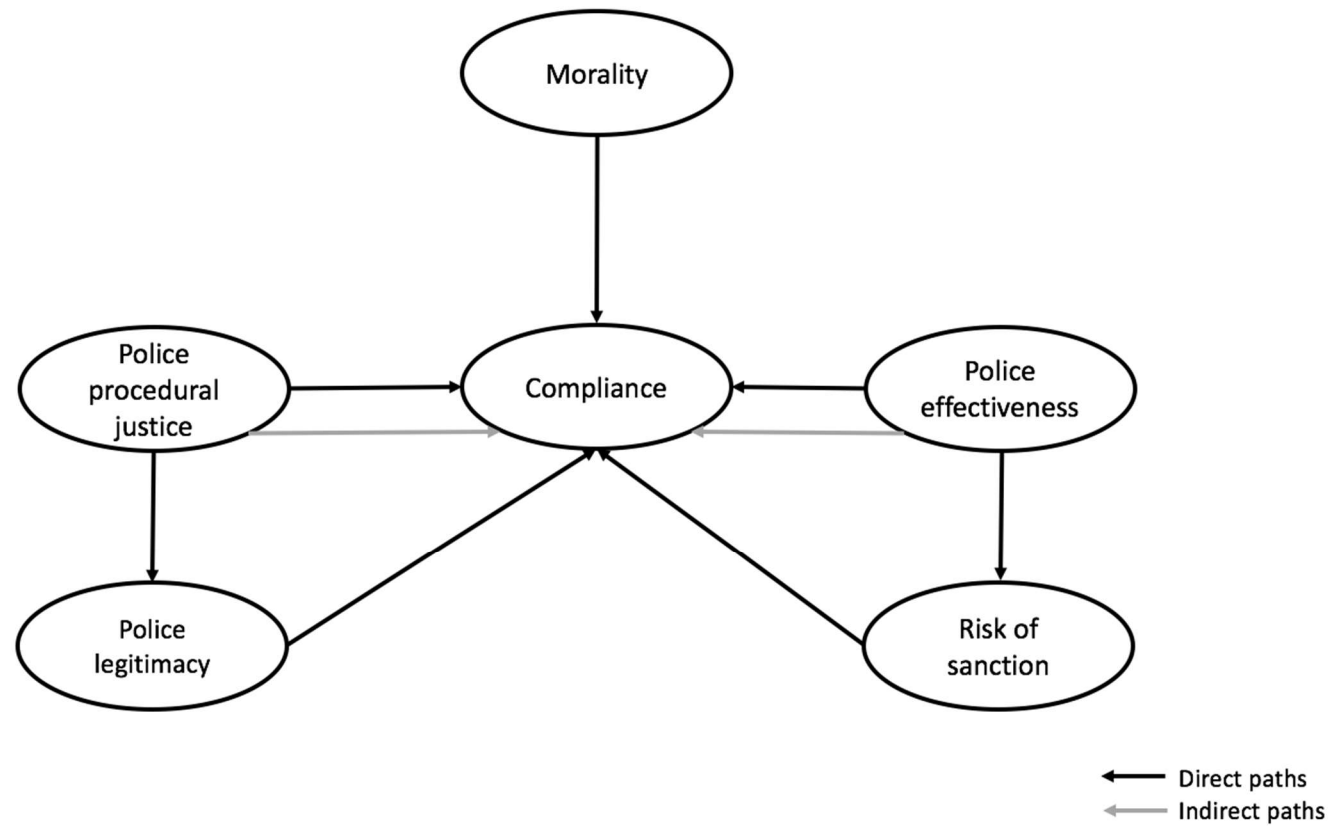 Morality
Police
procedural
justice
Compliance
Police
effectiveness
Police
legitimacy
Risk of
sanction
Direct paths
Indirect paths